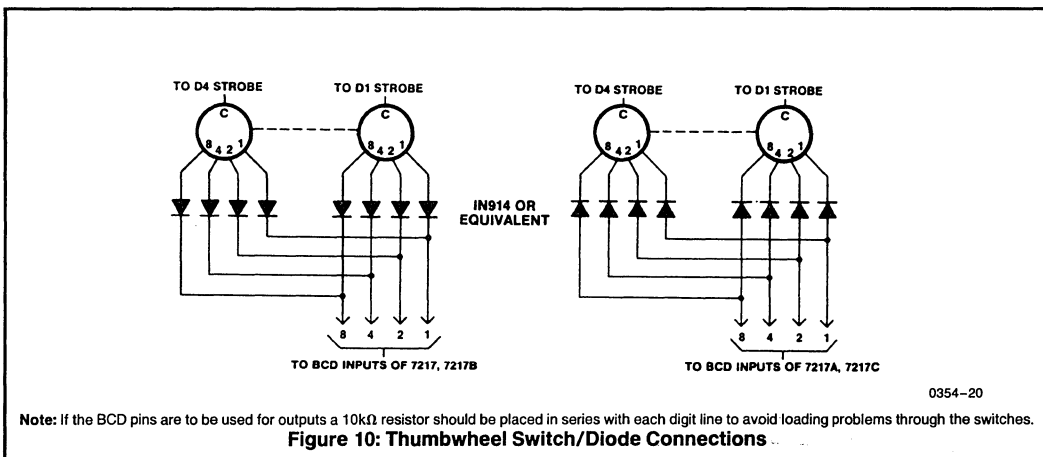 TO D4 STROBE TO D1 STROBE TO D4 STROBE TO D1 STROBE
C C C C
8 4 2 1 8 4 2 1 8 4 2 1 8 4 2 1
IN914 OR
EQUIVALENT
8 4 2 1 8 4 2 1
TO BCD INPUTS OF 7217, 7217B TO BCD INPUTS OF 7217A, 7217C
0354-20
Note: If the BCD pins are to be used for outputs a 10kΩ resistor should be placed in series with each digit line to avoid loading problems through the switches.
Figure 10: Thumbwheel Switch/Diode Connections